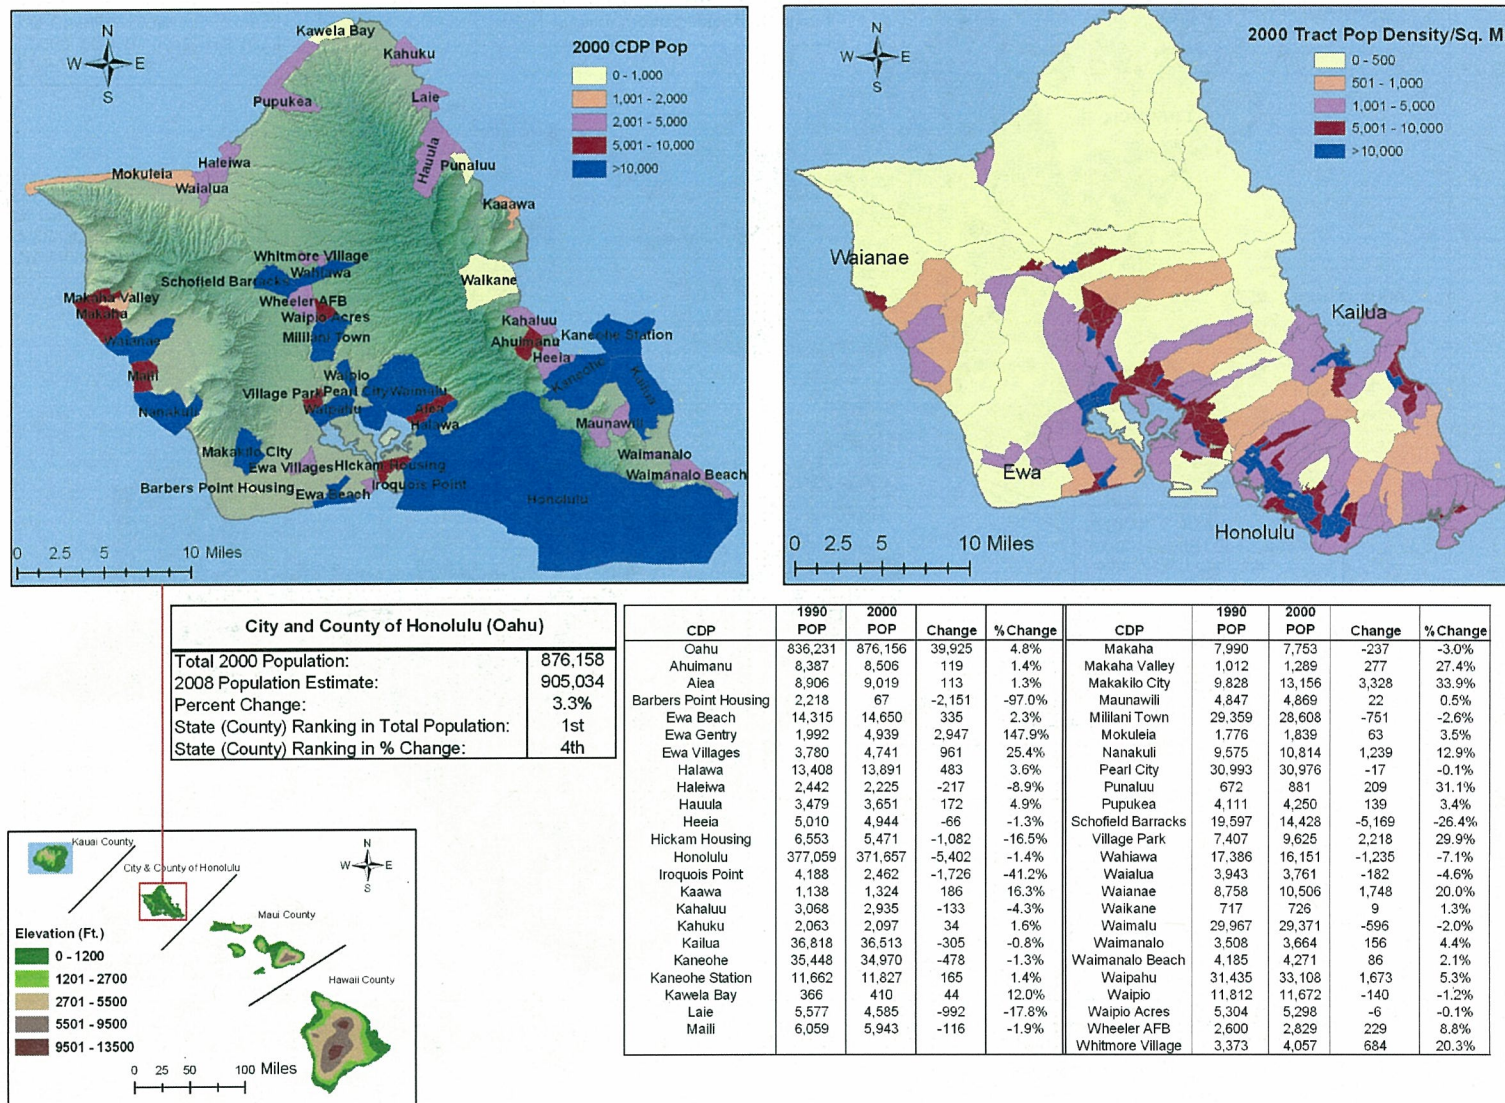 N
W E
S
2000 CDP Pop
0 - 1,000
1,001 - 2,000
2,001 - 5,000
5,001 - 10,000
>10,000
Kawela Bay
Kahuku
Pupukea
Laie
Hauula
Punaluu
Haleiwa
Mokuleia
Waialua
Kaaawa
Whitmore Village
Wahiawa
Schofield Barracks
Waikane
Makaha Valley
Makaha
Wheeler AFB
Waipio Acres
Mililani Town
Waianae
Kahaluu
Kaneohe Station
Ahuimanu
Heeia
Maili
Waipio
Kaneohe
Kailua
Village Park
Pearl City
Waimalu
Nanakuli
Waipahu
Aiea
Halawa
Maunawili
Makakilo City
Waimanalo
Ewa Villages
Hickam Housing
Waimanalo Beach
Barbers Point Housing
Iroquois Point
Ewa Beach
Honolulu
0 2.5 5 10 Miles
N
W E
S
2000 Tract Pop Density/Sq. M
0 - 500
501 - 1,000
1,001 - 5,000
5,001 - 10,000
>10,000
Waianae
Kailua
Ewa
Honolulu
0 2.5 5 10 Miles
City and County of Honolulu (Oahu)
Total 2000 Population: 876,158
2008 Population Estimate: 905,034
Percent Change: 3.3%
State (County) Ranking in Total Population: 1st
State (County) Ranking in % Change: 4th
1990 2000 1990 2000
CDP POP POP Change %Change CDP POP POP Change %Change
Oahu 836,231 876,156 39,925 4.8% Makaha 7,990 7,753 -237 -3.0%
Ahuimanu 8,387 8,506 119 1.4% Makaha Valley 1,012 1,289 277 27.4%
Aiea 8,906 9,019 113 1.3% Makakilo City 9,828 13,156 3,328 33.9%
Barbers Point Housing 2,218 67 -2,151 -97.0% Maunawili 4,847 4,869 22 0.5%
Ewa Beach 14,315 14,650 335 2.3% Mililani Town 29,359 28,608 -751 -2.6%
Ewa Gentry 1,992 4,939 2,947 147.9% Mokuleia 1,776 1,839 63 3.5%
Ewa Villages 3,780 4,741 961 25.4% Nanakuli 9,575 10,814 1,239 12.9%
Halawa 13,408 13,891 483 3.6% Pearl City 30,993 30,976 -17 -0.1%
Haleiwa 2,442 2,225 -217 -8.9% Punaluu 672 881 209 31.1%
Hauula 3,479 3,651 172 4.9% Pupukea 4,111 4,250 139 3.4%
Heeia 5,010 4,944 -66 -1.3% Schofield Barracks 19,597 14,428 -5,169 -26.4%
Hickam Housing 6,553 5,471 -1,082 -16.5% Village Park 7,407 9,625 2,218 29.9%
Honolulu 377,059 371,657 -5,402 -1.4% Wahiawa 17,386 16,151 -1,235 -7.1%
Iroquois Point 4,188 2,462 -1,726 -41.2% Waialua 3,943 3,761 -182 -4.6%
Kaawa 1,138 1,324 186 16.3% Waianae 8,758 10,506 1,748 20.0%
Kahaluu 3,068 2,935 -133 -4.3% Waikane 717 726 9 1.3%
Kahuku 2,063 2,097 34 1.6% Waimalu 29,967 29,371 -596 -2.0%
Kailua 36,818 36,513 -305 -0.8% Waimanalo 3,508 3,664 156 4.4%
Kaneohe 35,448 34,970 -478 -1.3% Waimanalo Beach 4,185 4,271 86 2.1%
Kaneohe Station 11,662 11,827 165 1.4% Waipahu 31,435 33,108 1,673 5.3%
Kawela Bay 366 410 44 12.0% Waipio 11,812 11,672 -140 -1.2%
Laie 5,577 4,585 -992 -17.8% Waipio Acres 5,304 5,298 -6 -0.1%
Maili 6,059 5,943 -116 -1.9% Wheeler AFB 2,600 2,829 229 8.8%
Whitmore Village 3,373 4,057 684 20.3%
Kauai County
City & County of Honolulu
N
W E
S
Maui County
Hawaii County
Elevation (Ft.)
0 - 1200
1201 - 2700
2701 - 5500
5501 - 9500
9501 - 13500
0 25 50 100 Miles